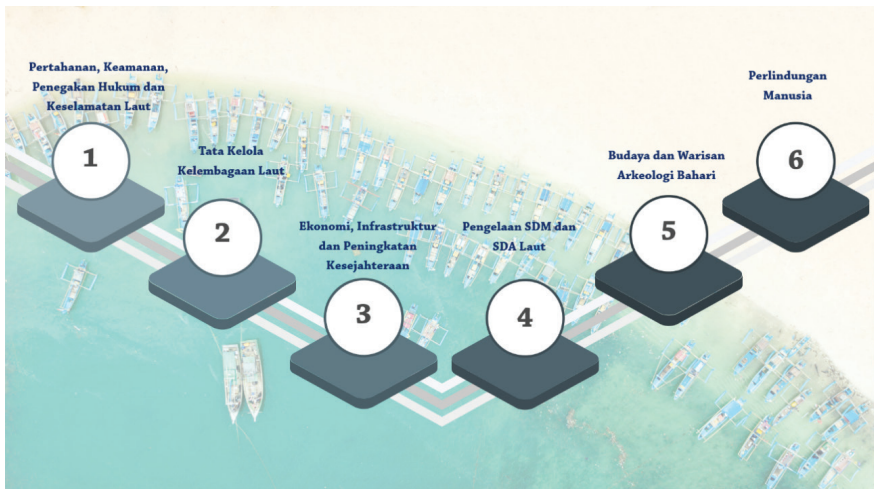 Pertahanan, Keamanan,
Penegakan Hukum dan
Keselamatan Laut
1
Tata Kelola
Kelembagaan Laut
2
Ekonomi, Infrastruktur
dan Peningkatan
Kesejahteraan
3
Pengelaan SDM dan
SDA Laut
4
Budaya dan Warisan
Arkeologi Bahari
5
Perlindungan
Manusia
6